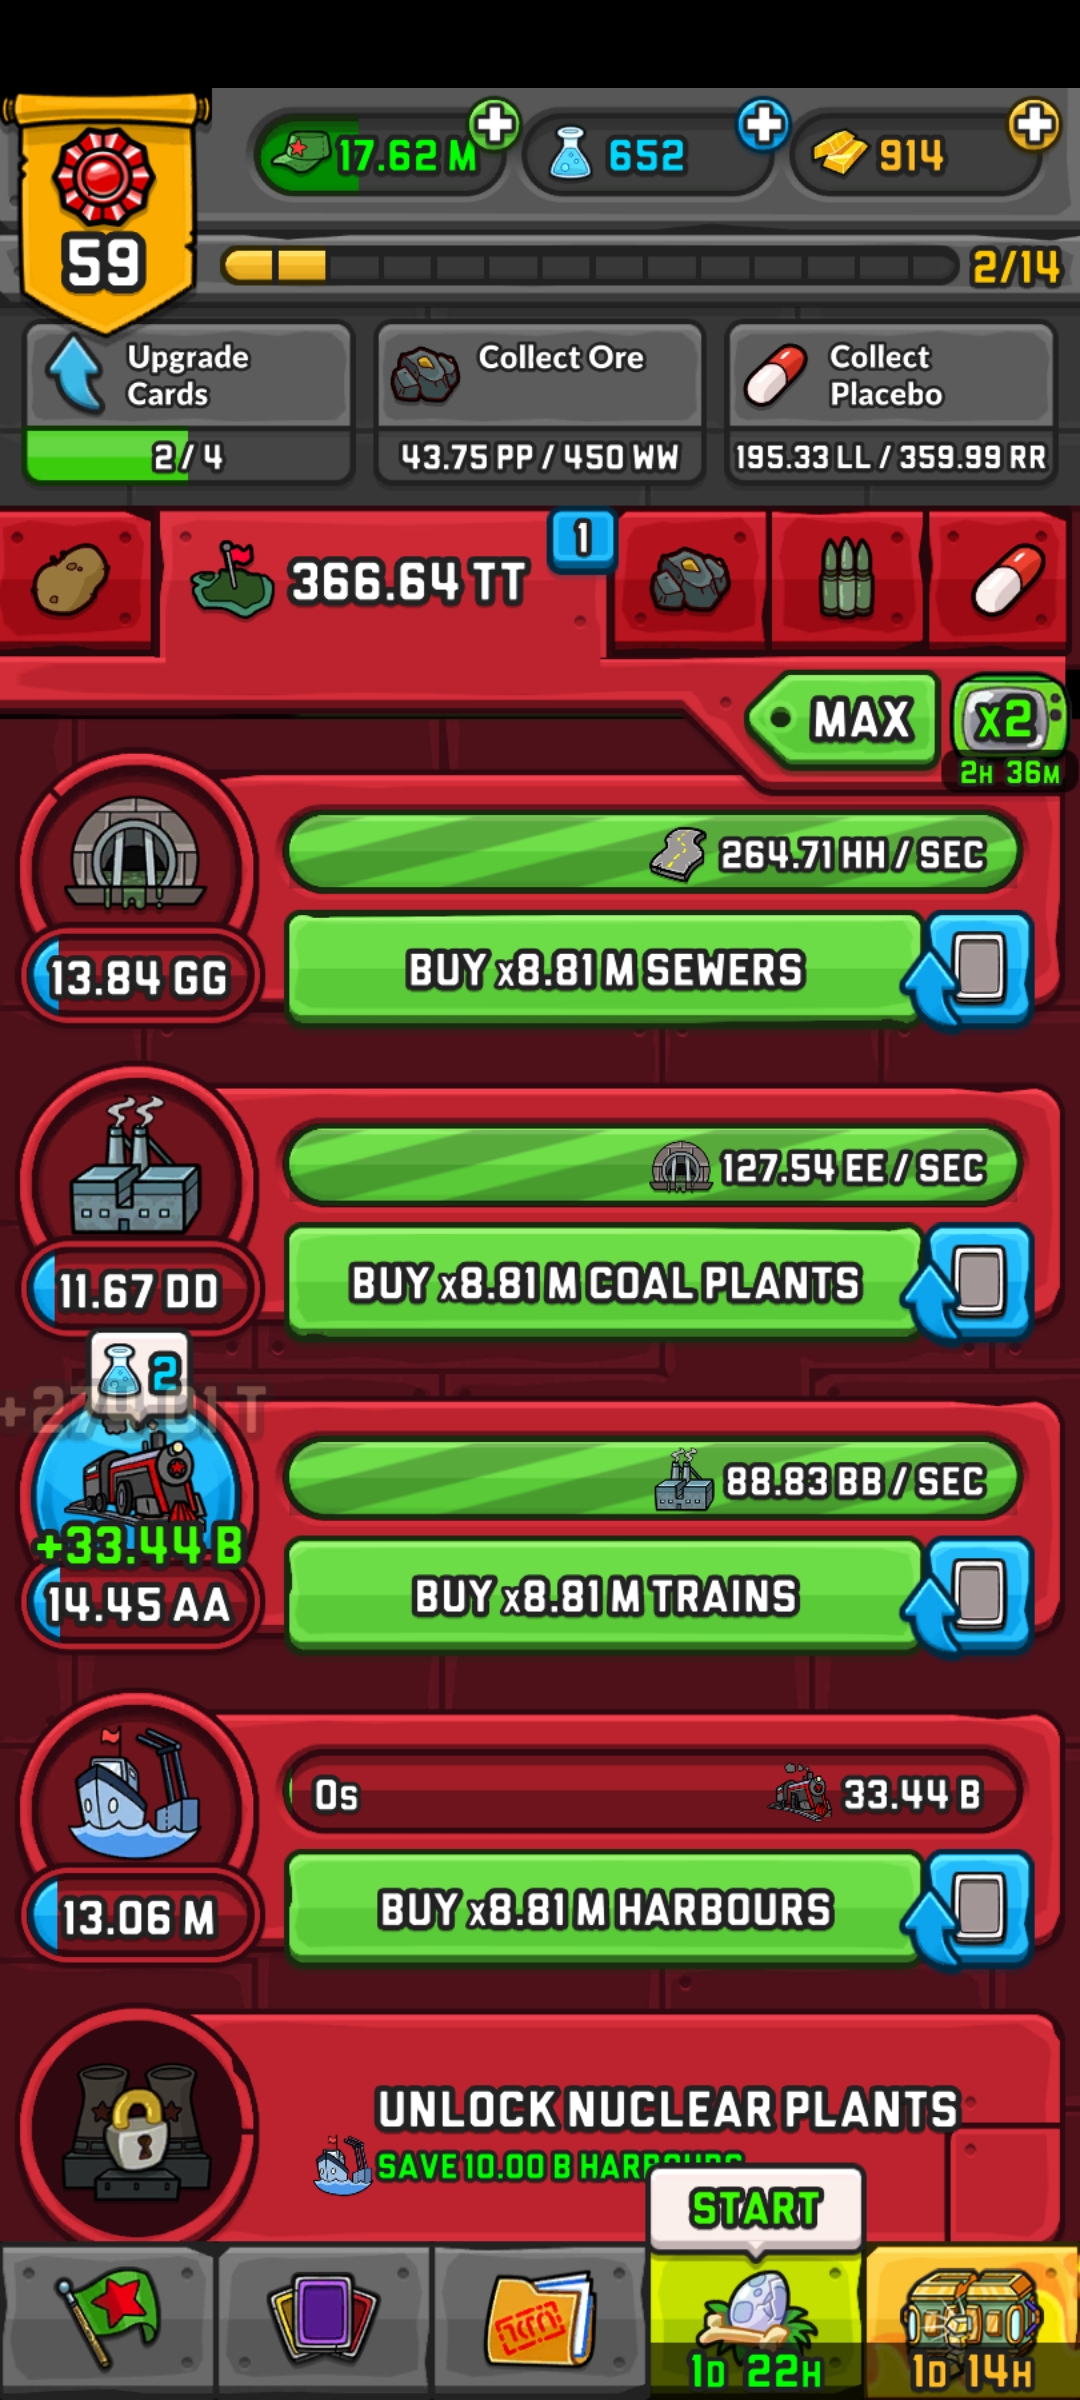 17.62 M
652
914
59
2/14
Upgrade
Cards
2/4
Collect Ore
43.75 PP / 450 WW
Collect
Placebo
195.33 LL / 359.99 RR
366.64 TT
1
MAX
x2
2H 36M
264.71 HH / SEC
13.84 GG
BUY x8.81 M SEWERS
127.54 EE / SEC
11.67 DD
BUY x8.81 M COAL PLANTS
2
88.83 BB / SEC
+33.44 B
14.45 AA
BUY x8.81 M TRAINS
0s
33.44 B
13.06 M
BUY x8.81 M HARBOURS
UNLOCK NUCLEAR PLANTS
SAVE 10.00 B HARBOURS
START
1D 22H
1D 14H